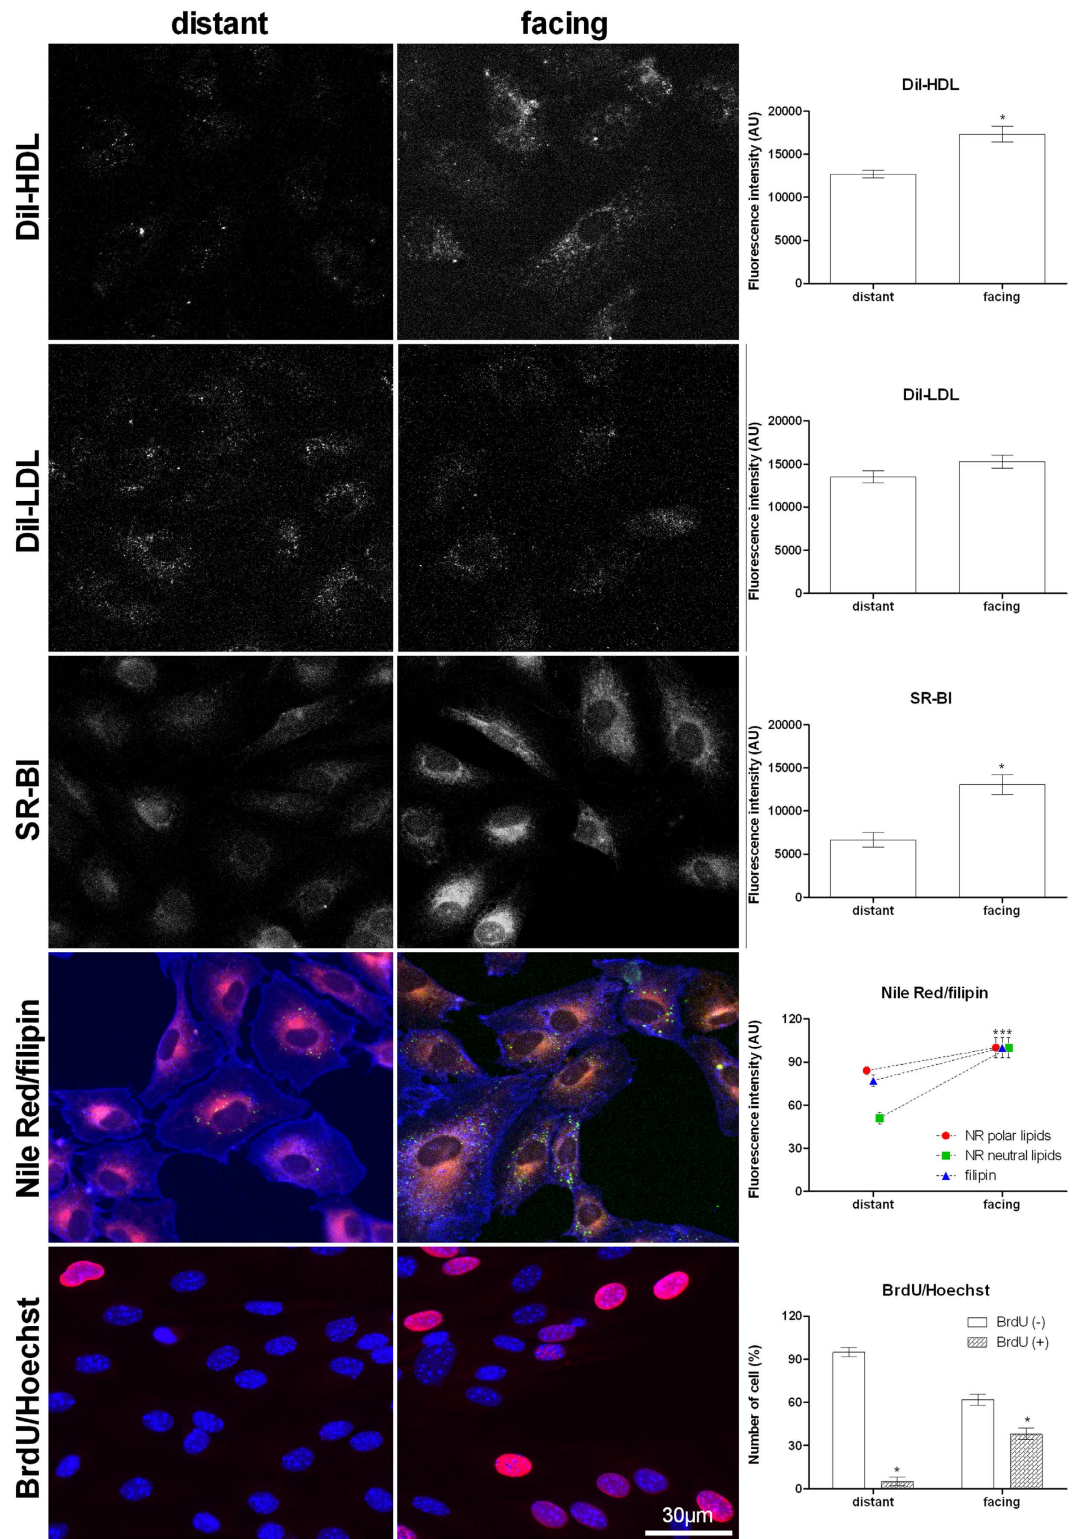 distant facing
DiI-HDL
DiI-HDL
Fluorescence intensity (AU)
20000
15000
10000
5000
0
*
distant facing
DiI-LDL
DiI-LDL
Fluorescence intensity (AU)
20000
15000
10000
5000
0
distant facing
SR-BI
SR-BI
Fluorescence intensity (AU)
20000
15000
10000
5000
0
*
distant facing
Nile Red/filipin
Nile Red/filipin
Fluorescence intensity (AU)
120
90
60
30
0
***
NR polar lipids
NR neutral lipids
filipin
distant facing
BrdU/Hoechst
30µm
BrdU/Hoechst
Number of cell (%)
120
90
60
30
0
BrdU (-)
BrdU (+)
*
*
distant facing